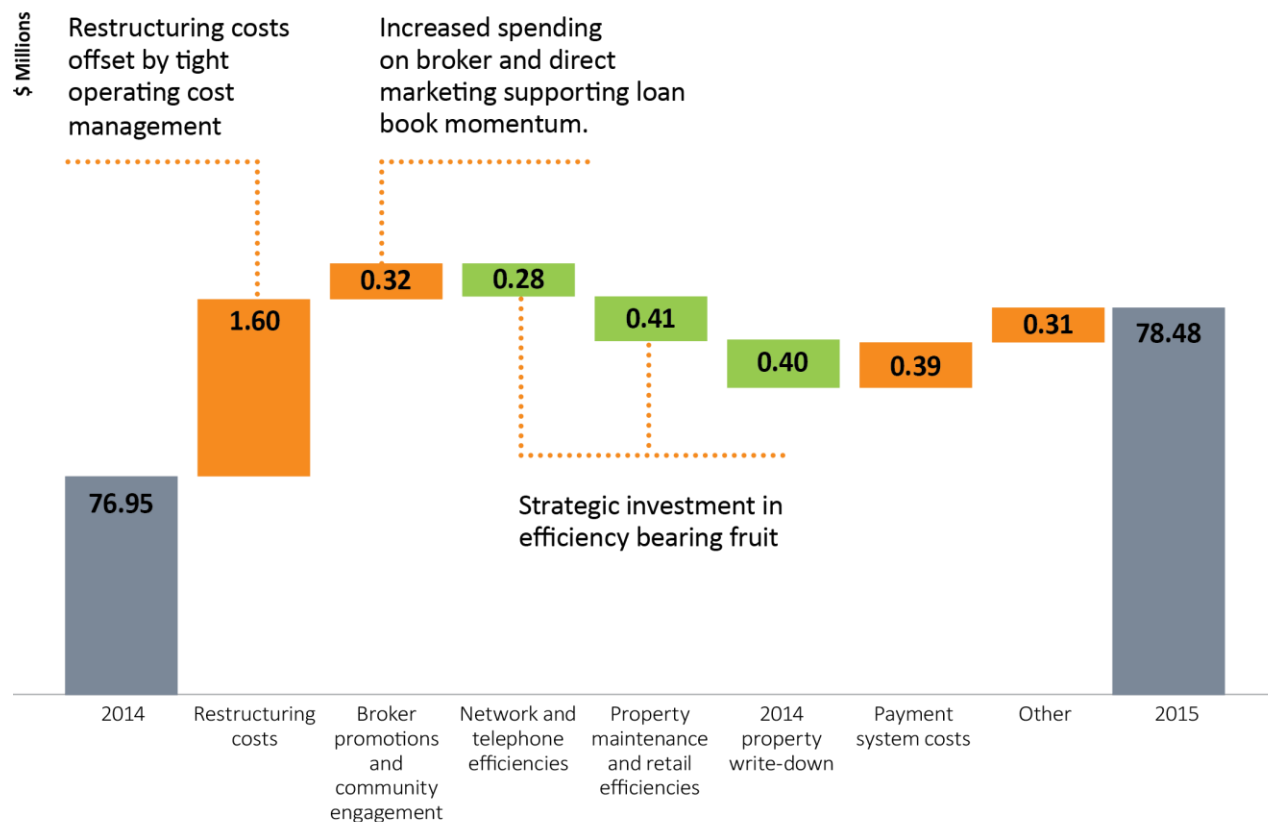 $ Millions
Restructuring costs
offset by tight
operating cost
management
Increased spending
on broker and direct
marketing supporting loan
book momentum.
76.95
1.60
0.32
0.28
0.41
0.40
0.39
0.31
78.48
Strategic investment in
efficiency bearing fruit
2014
Restructuring
costs
Broker
promotions
and
community
engagement
Network and
telephone
efficiencies
Property
maintenance
and retail
efficiencies
2014
property
write-down
Payment
system costs
Other
2015